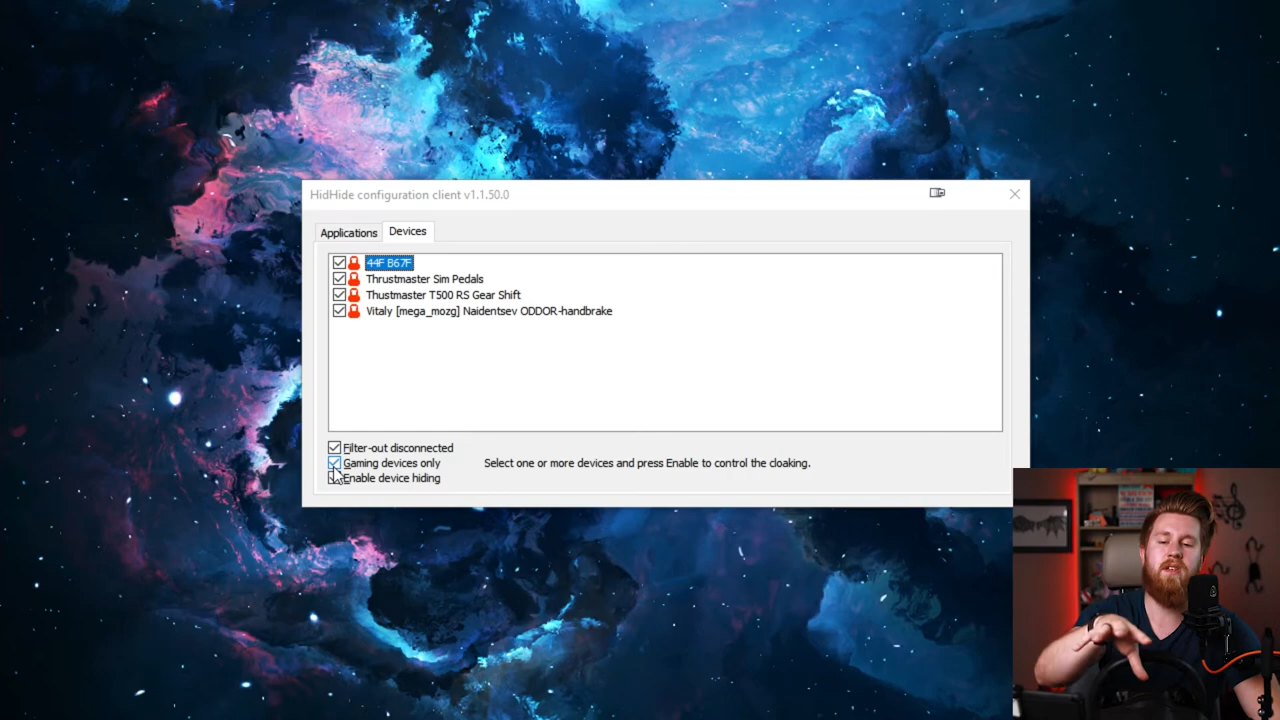 HidHide configuration client v1.1.50.0
Applications
Devices
44F B67F
Thrustmaster Sim Pedals
Thustmaster T500 RS Gear Shift
Vitaly [mega_mozg] Naidentsev ODDOR-handbrake
Filter-out disconnected
Gaming devices only
Select one or more devices and press Enable to control the cloaking.
Enable device hiding